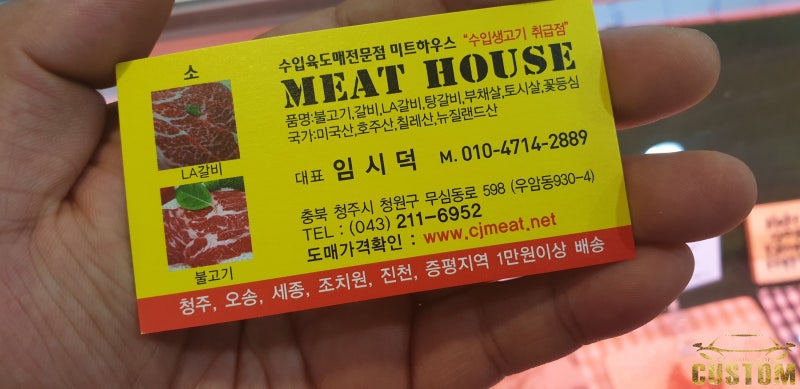 소
LA갈비
불고기
수입육도매전문점 미트하우스 "수입생고기 취급점"
MEAT HOUSE
품명:불고기,갈비,LA갈비,탕갈비,부채살,토시살,꽃등심
국가:미국산,호주산,칠레산,뉴질랜드산
대표 임시덕 M. 010-4714-2889
충북 청주시 청원구 무심동로 598 (우암동930-4)
TEL : (043) 211-6952
도매가격확인 : www.cjmeat.net
청주, 오송, 세종, 조치원, 진천, 증평지역 1만원이상 배송
CUSTOM